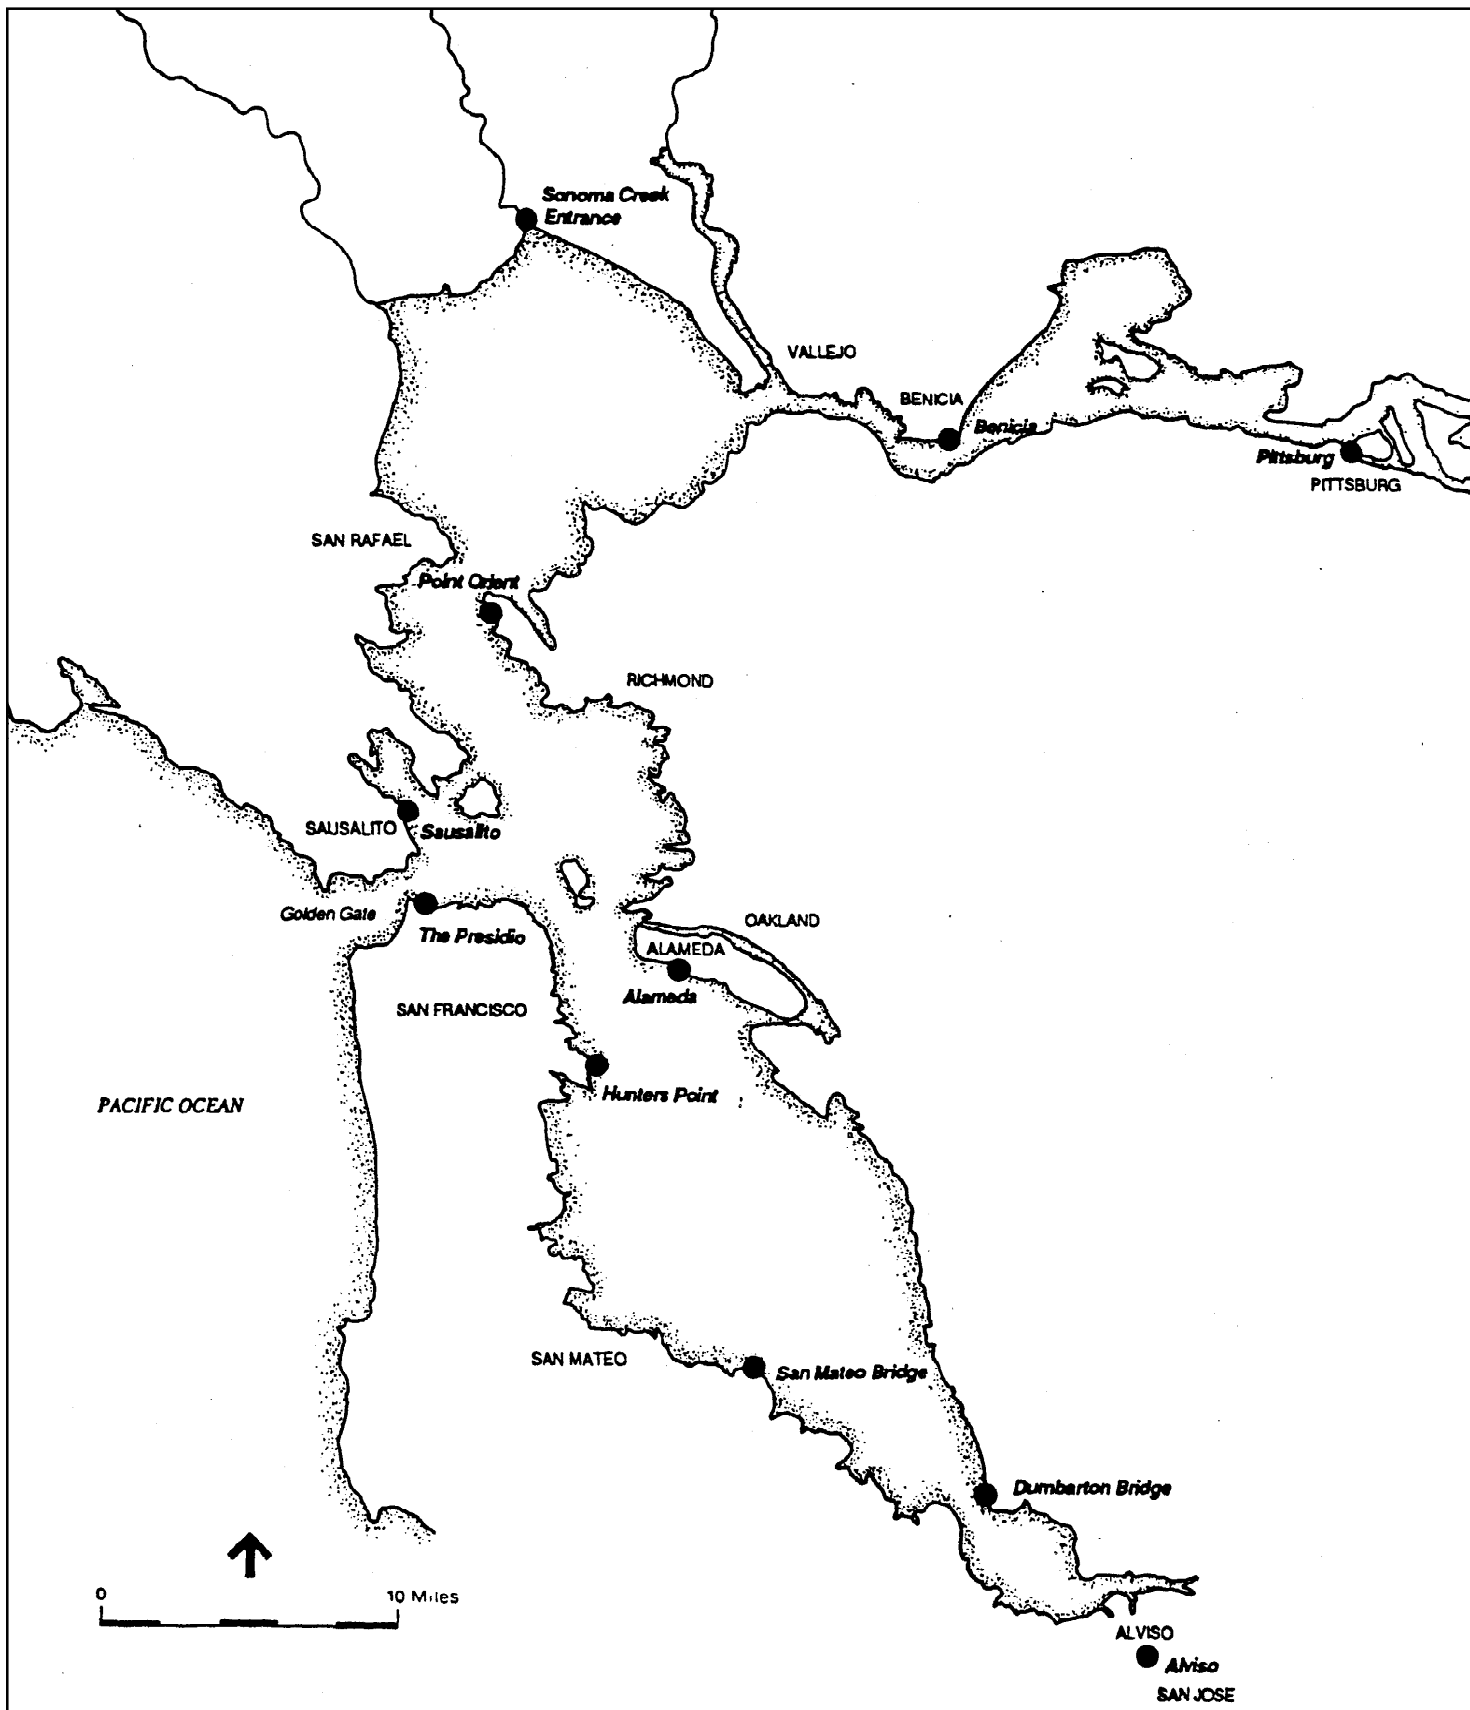 Sonoma Creek
Entrance
VALLEJO
BENICIA
Benicia
Pittsburg
PITTSBURG
SAN RAFAEL
Point Orient
RICHMOND
SAUSALITO
Sausalito
Golden Gate
The Presidio
OAKLAND
ALAMEDA
Alameda
SAN FRANCISCO
Hunters Point
PACIFIC OCEAN
SAN MATEO
San Mateo Bridge
Dumbarton Bridge
0
10 Miles
ALVISO
Alviso
SAN JOSE